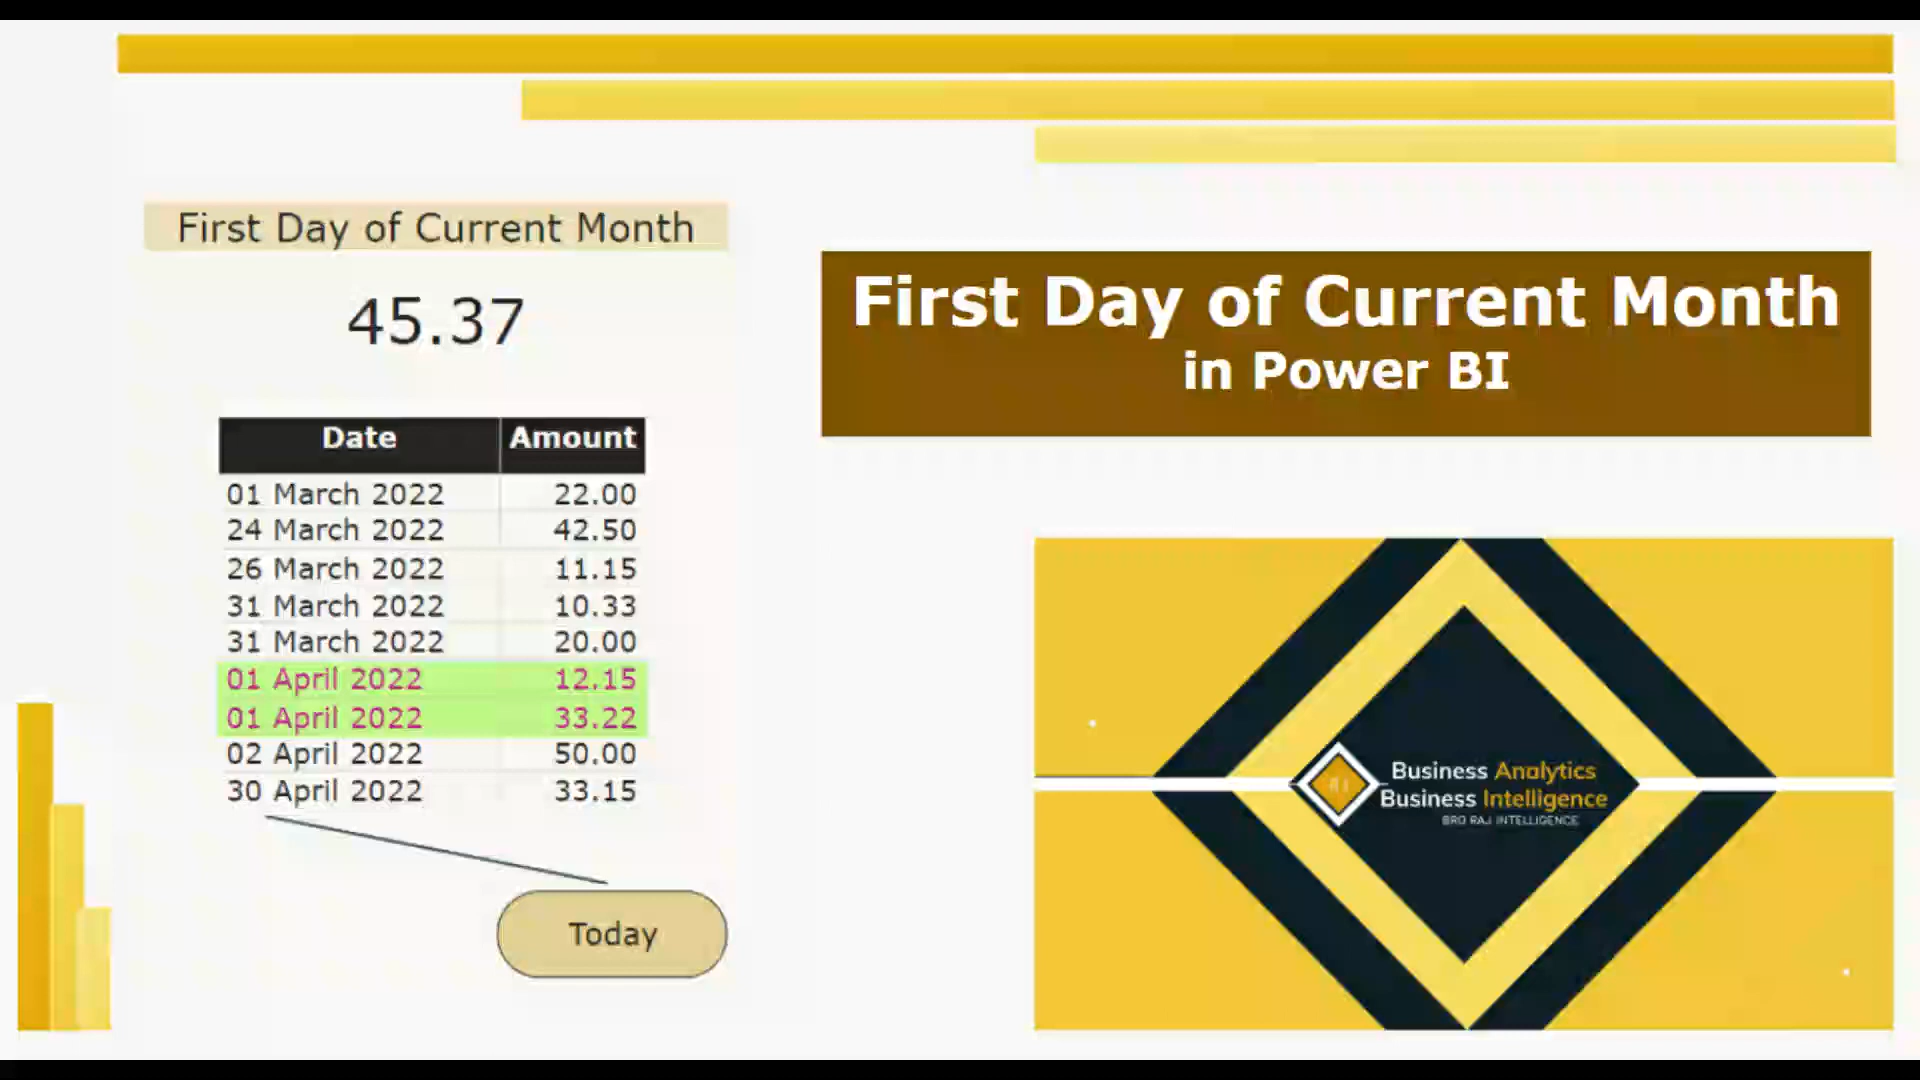 First Day of Current Month
45.37
Date Amount
01 March 2022 22.00
24 March 2022 42.50
26 March 2022 11.15
31 March 2022 10.33
31 March 2022 20.00
01 April 2022 12.15
01 April 2022 33.22
02 April 2022 50.00
30 April 2022 33.15
Today
First Day of Current Month
in Power BI
Business Analytics
Business Intelligence
BRO RAJ INTELLIGENCE